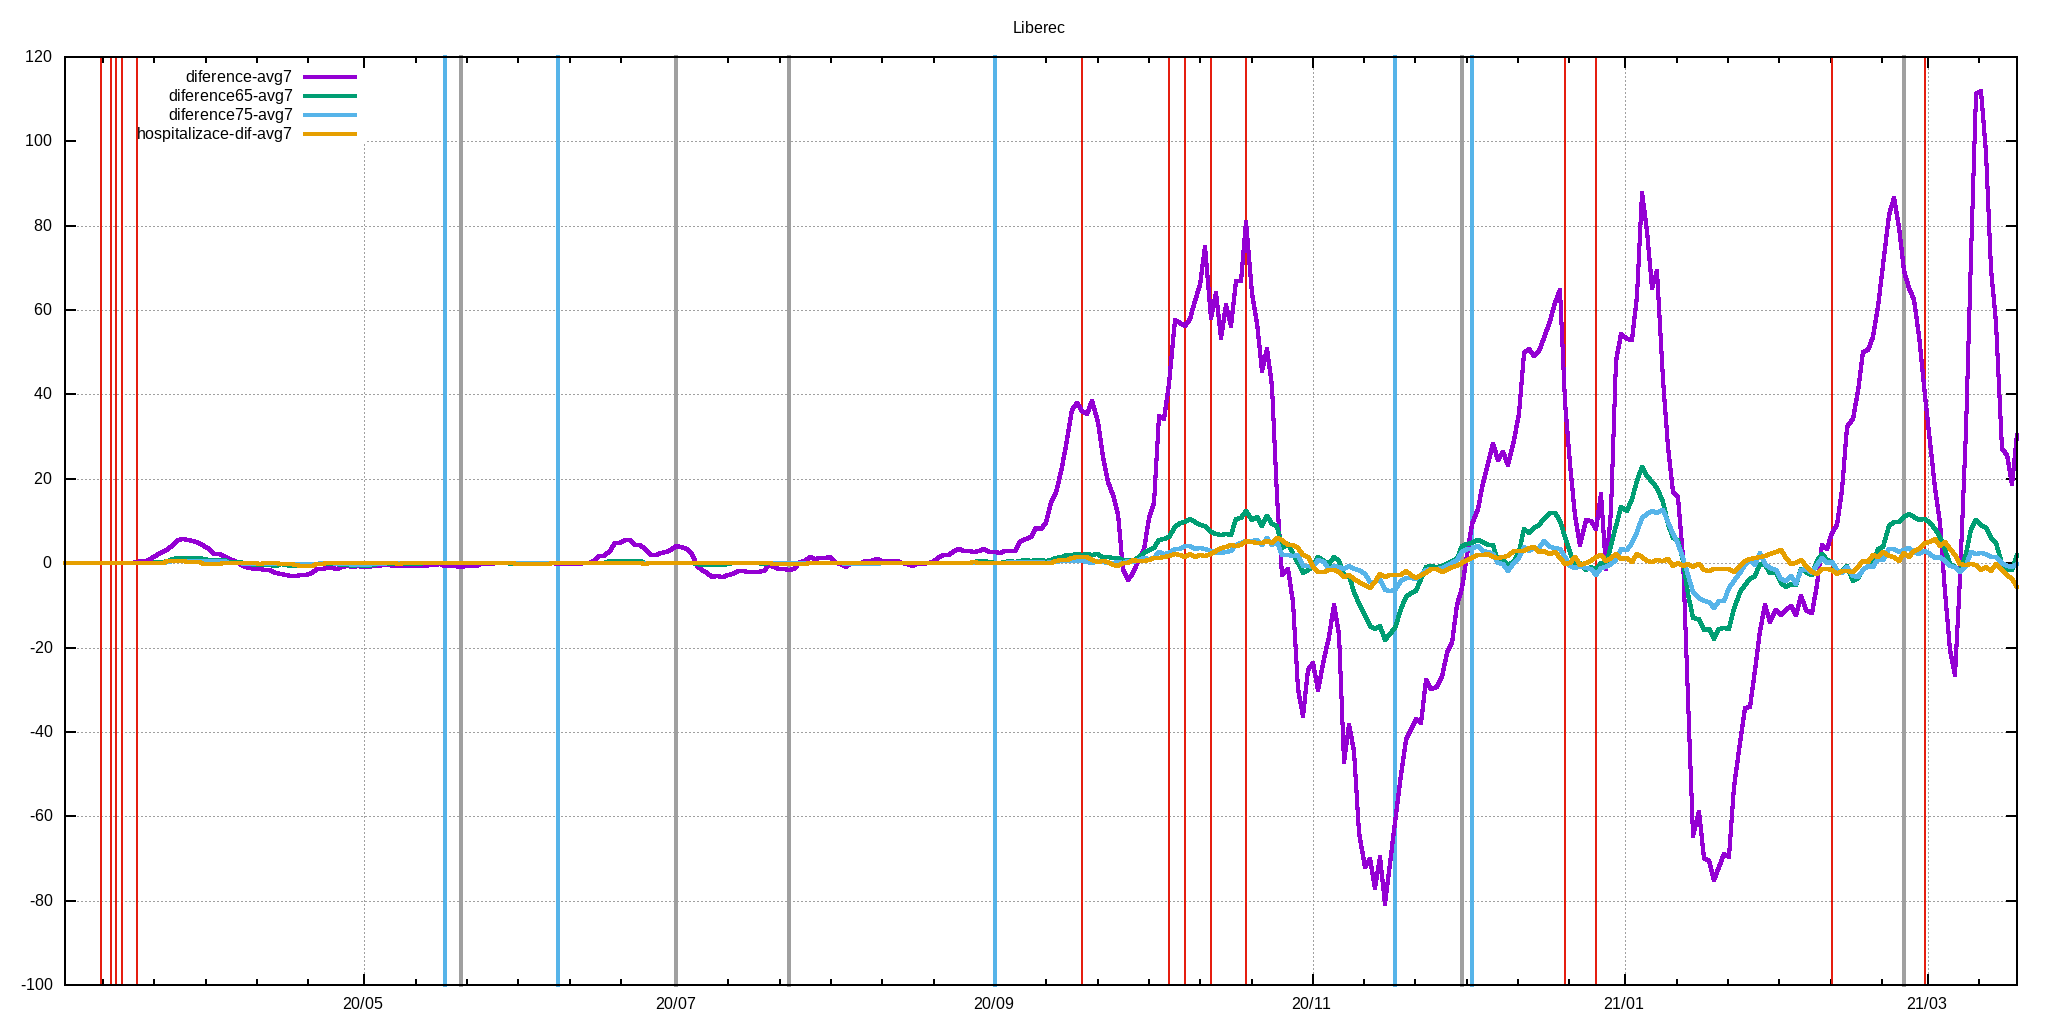 Liberec
diference-avg7
diference65-avg7
diference75-avg7
hospitalizace-dif-avg7
120
100
80
60
40
20
0
-20
-40
-60
-80
-100
20/05 20/07 20/09 20/11 21/01 21/03